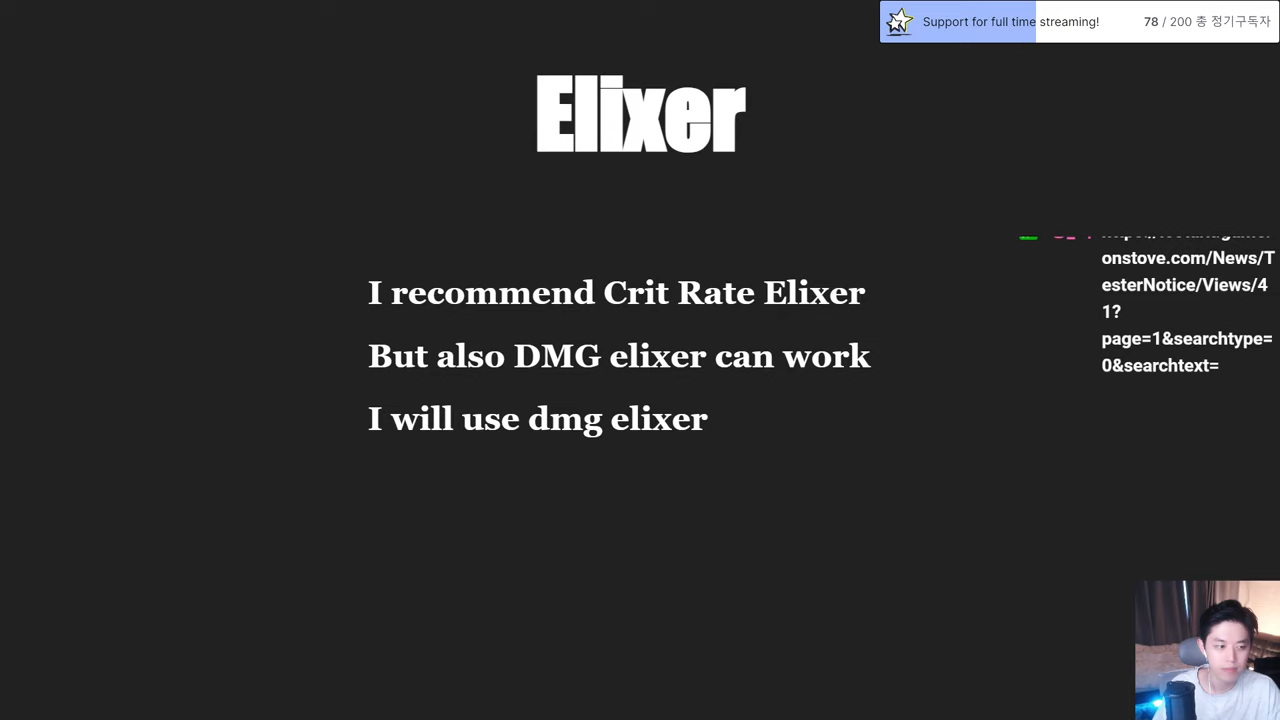 Support for full time streaming!
78 / 200 총 정기구독자
Elixer
onstove.com/News/T
esterNotice/Views/4
1?
page=1&searchtype=
0&searchtext=
I recommend Crit Rate Elixer
But also DMG elixer can work
I will use dmg elixer